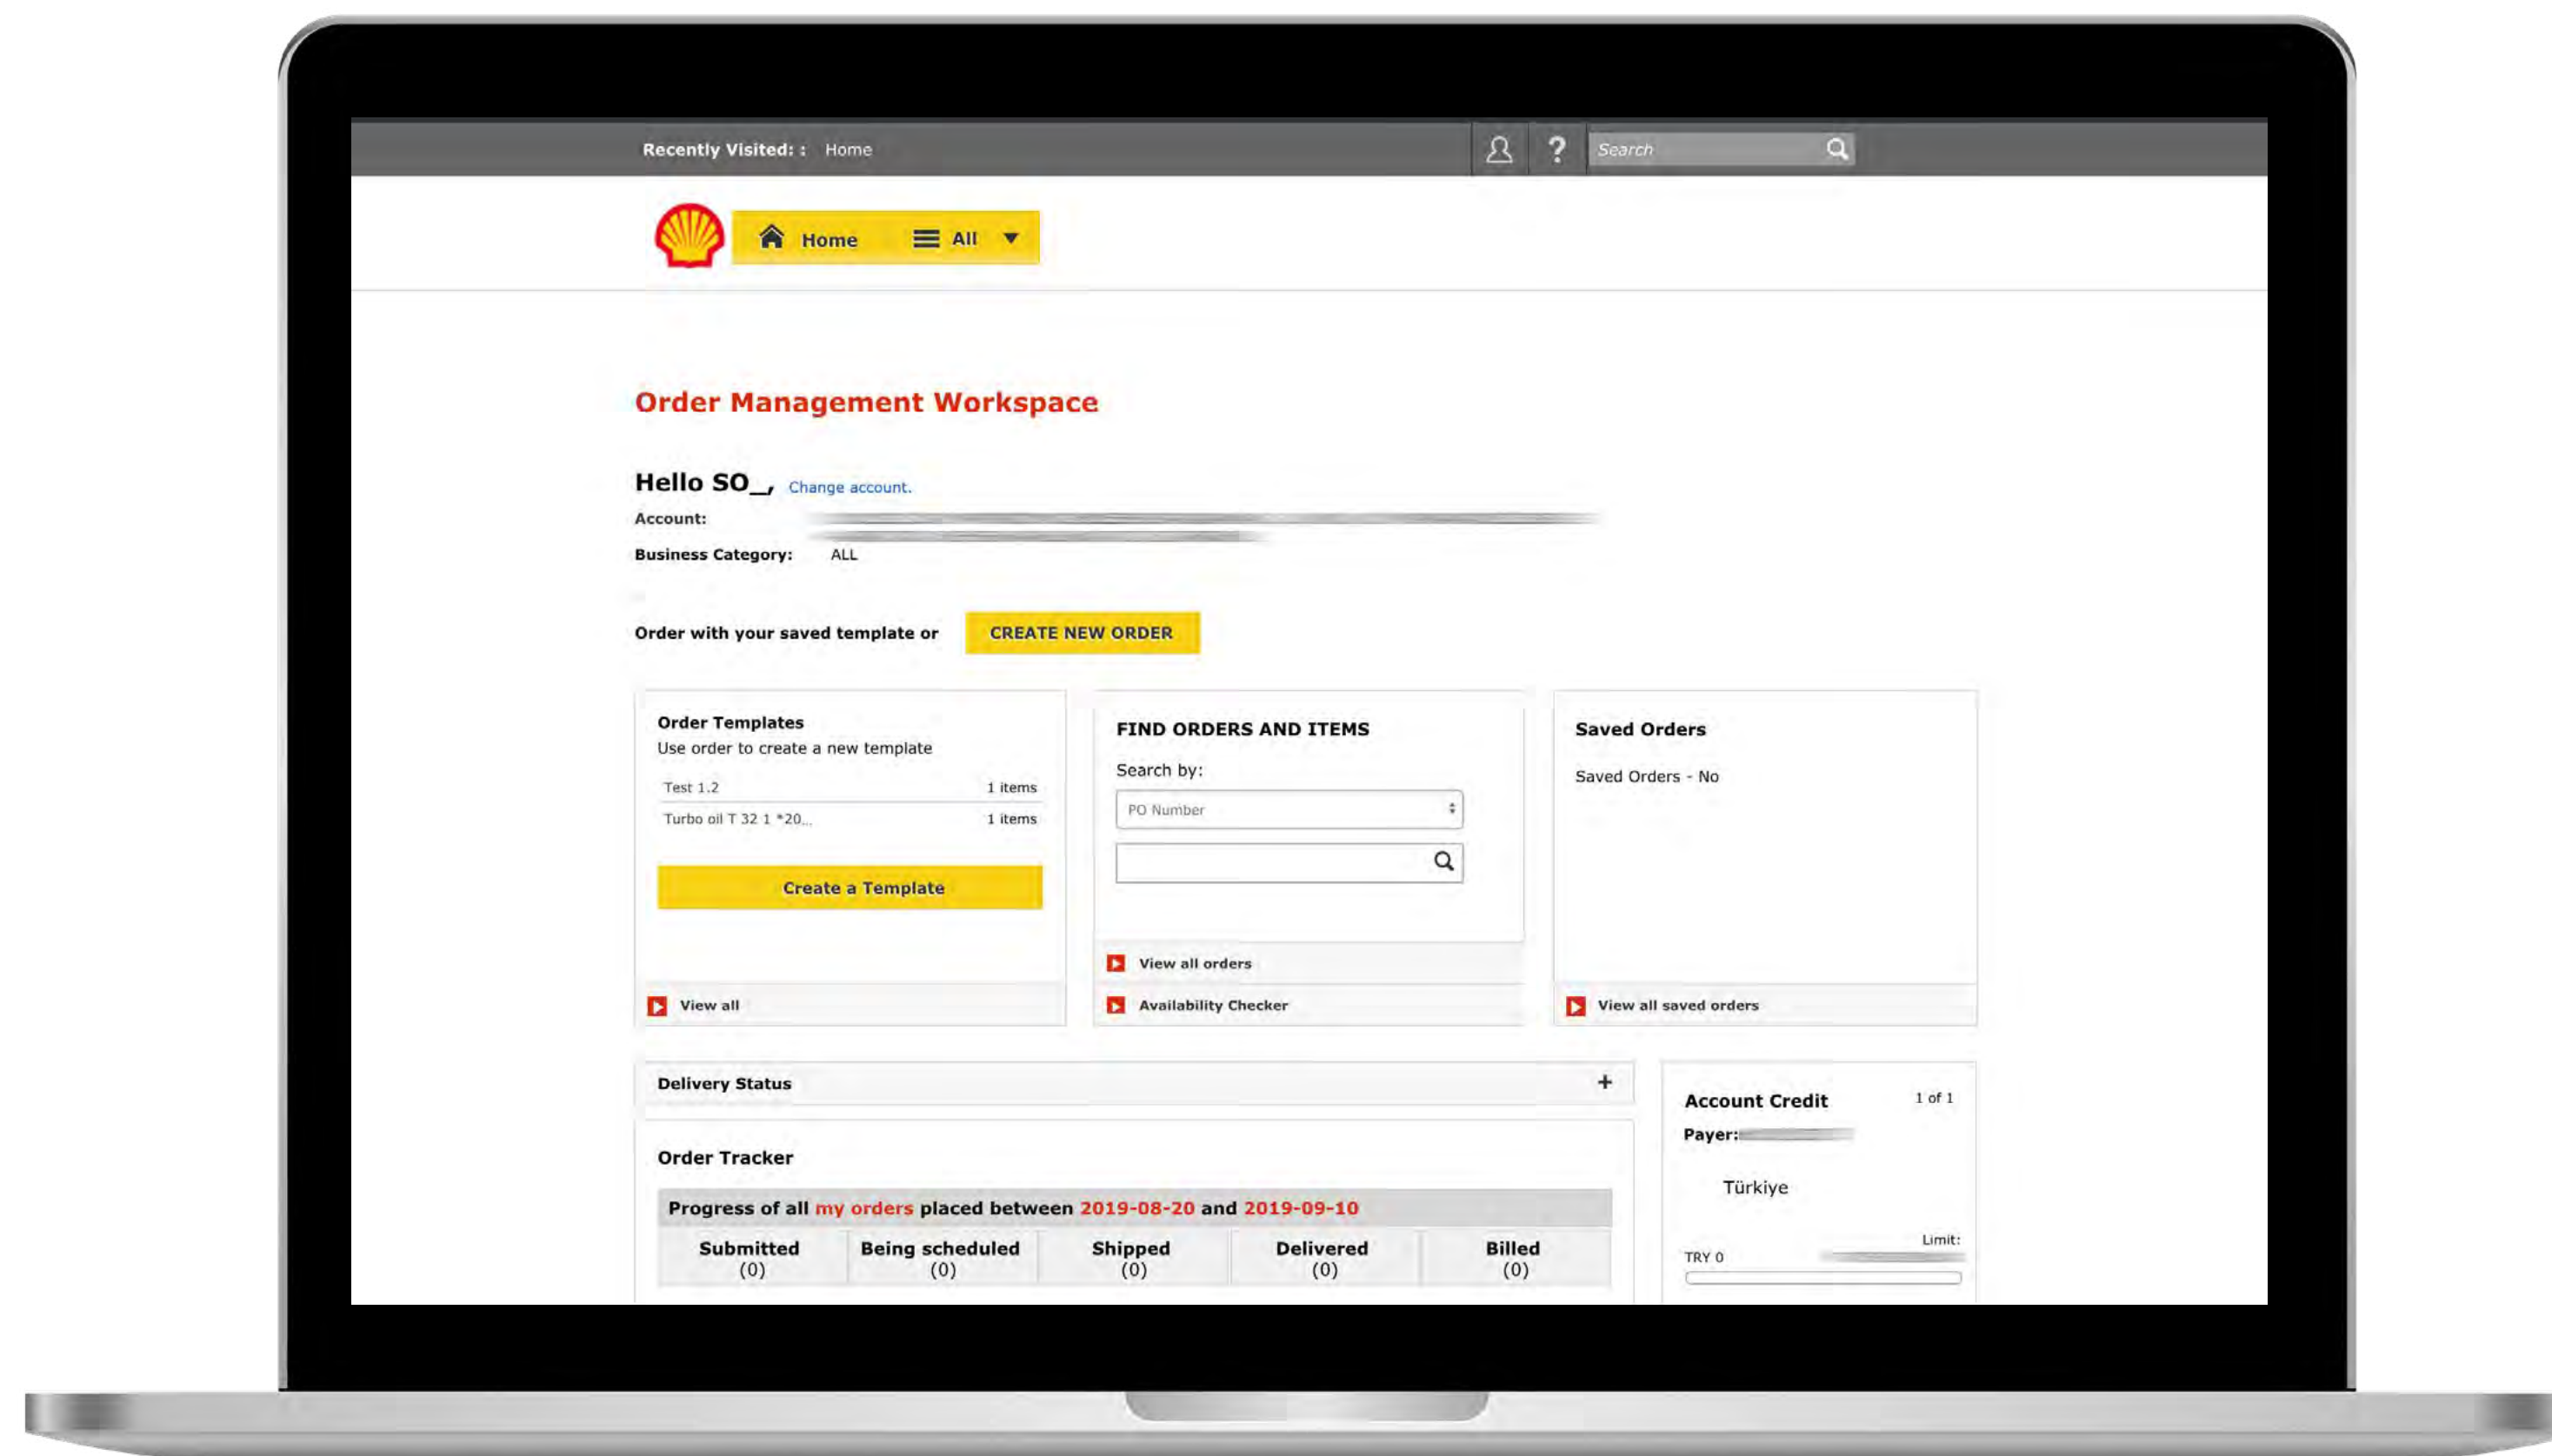 Recently Visited: : Home
Search
Home
All
Order Management Workspace
Hello SO_, Change account.
Account:
Business Category: ALL
Order with your saved template or
CREATE NEW ORDER
Order Templates
Use order to create a new template
Test 1.2 1 items
Turbo oil T 32 1 *20... 1 items
Create a Template
View all
FIND ORDERS AND ITEMS
Search by:
PO Number
View all orders
Availability Checker
Saved Orders
Saved Orders - No
View all saved orders
Delivery Status +
Order Tracker
Progress of all my orders placed between 2019-08-20 and 2019-09-10
Submitted Being scheduled Shipped Delivered Billed
(0) (0) (0) (0) (0)
Account Credit 1 of 1
Payer:
Türkiye
Limit:
TRY 0